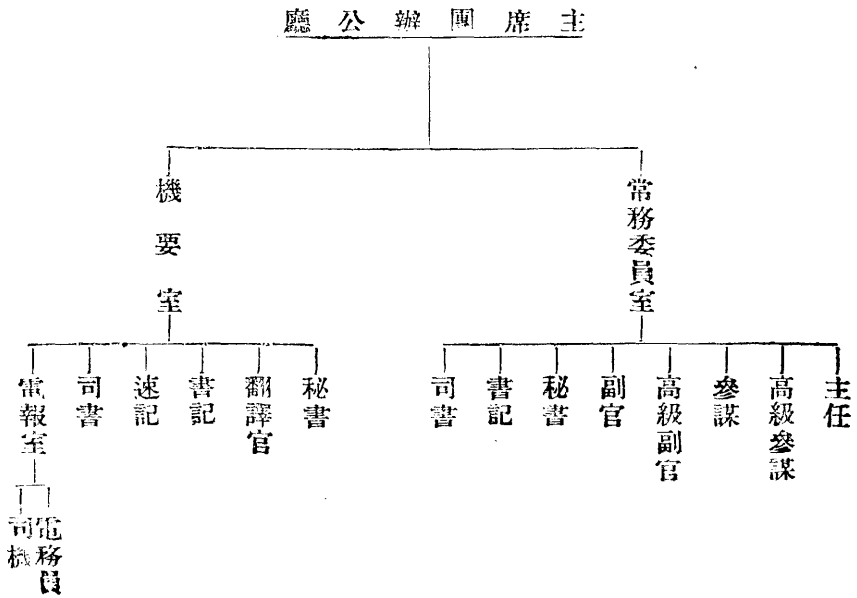 主席團辦公廳
常務委員室
機要室
主任
高級參謀
參謀
高級副官
副官
秘書
書記
司書
秘書
翻譯官
書記
速記
司書
電報室
電務員
司機